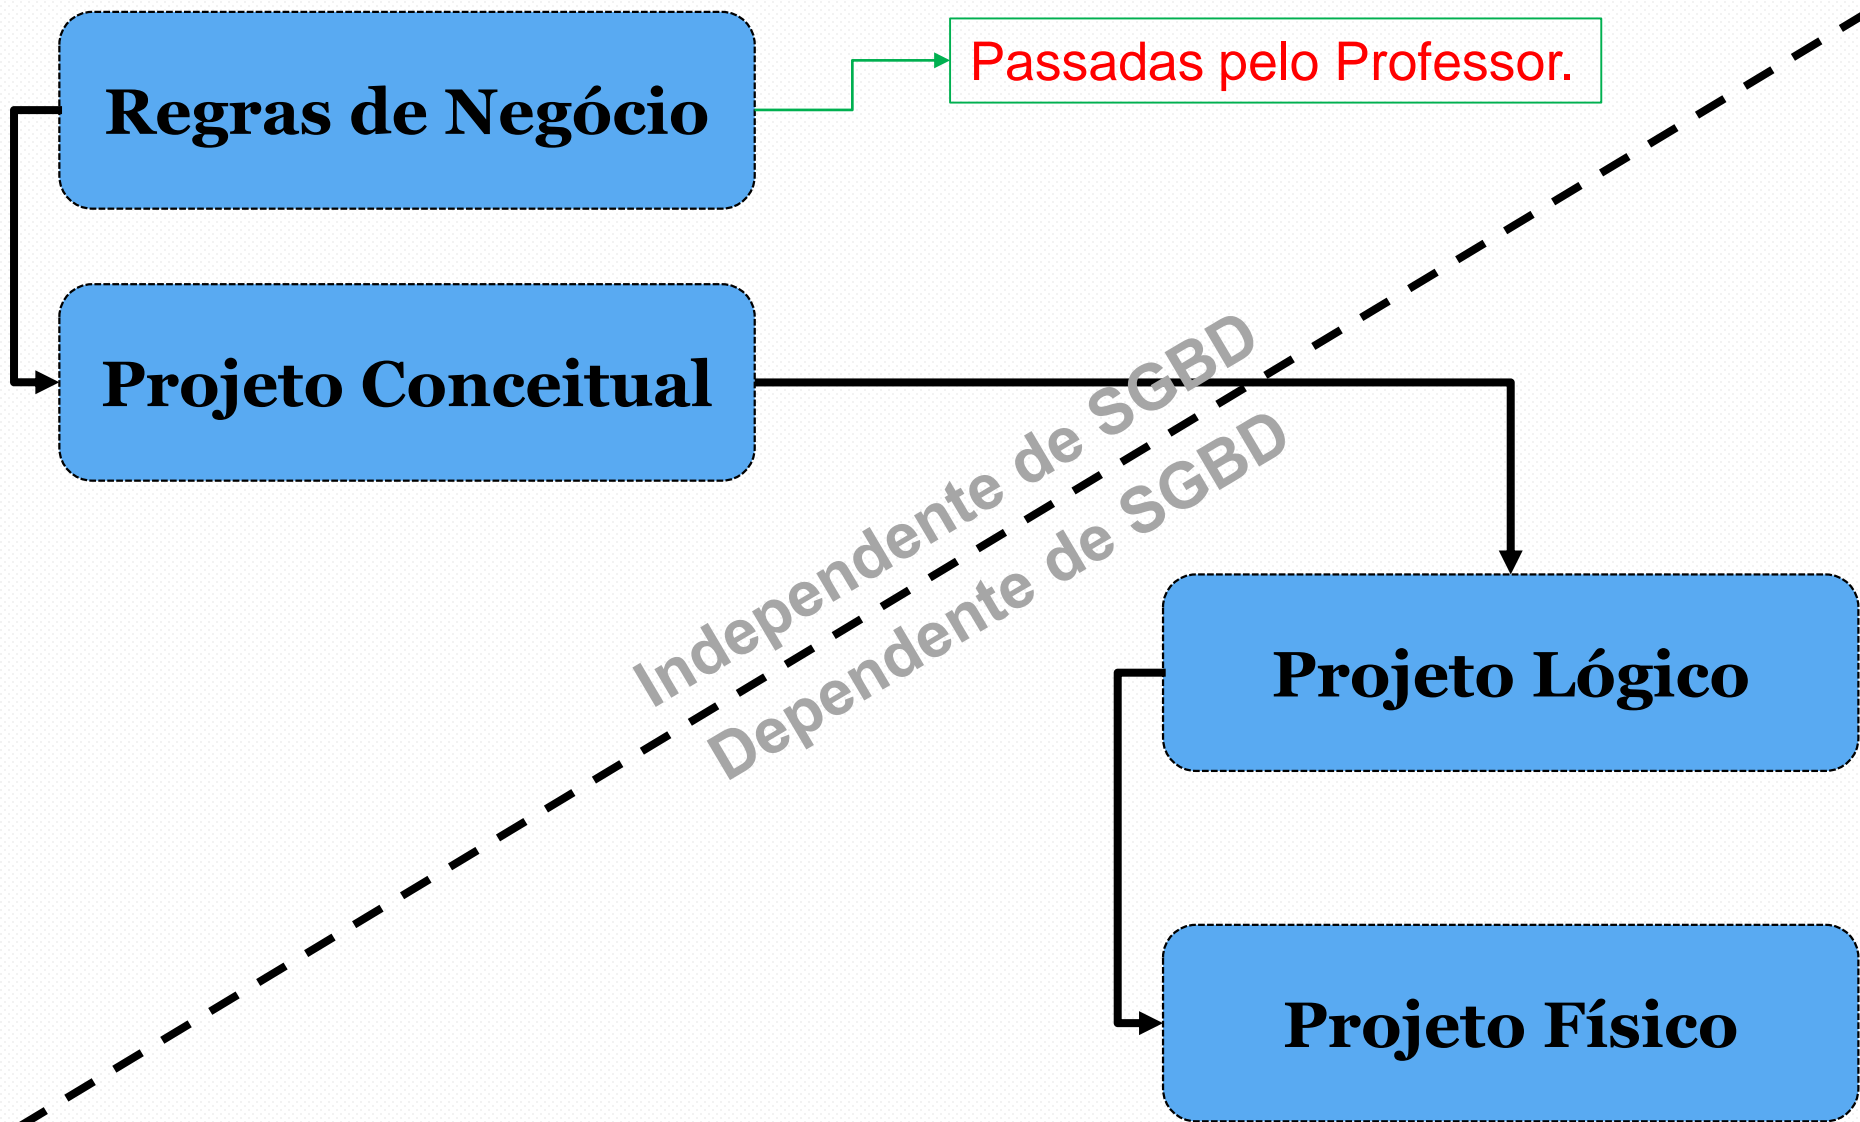 Regras de Negócio
Passadas pelo Professor.
Projeto Conceitual
Independente de SGBD
Dependente de SGBD
Projeto Lógico
Projeto Físico